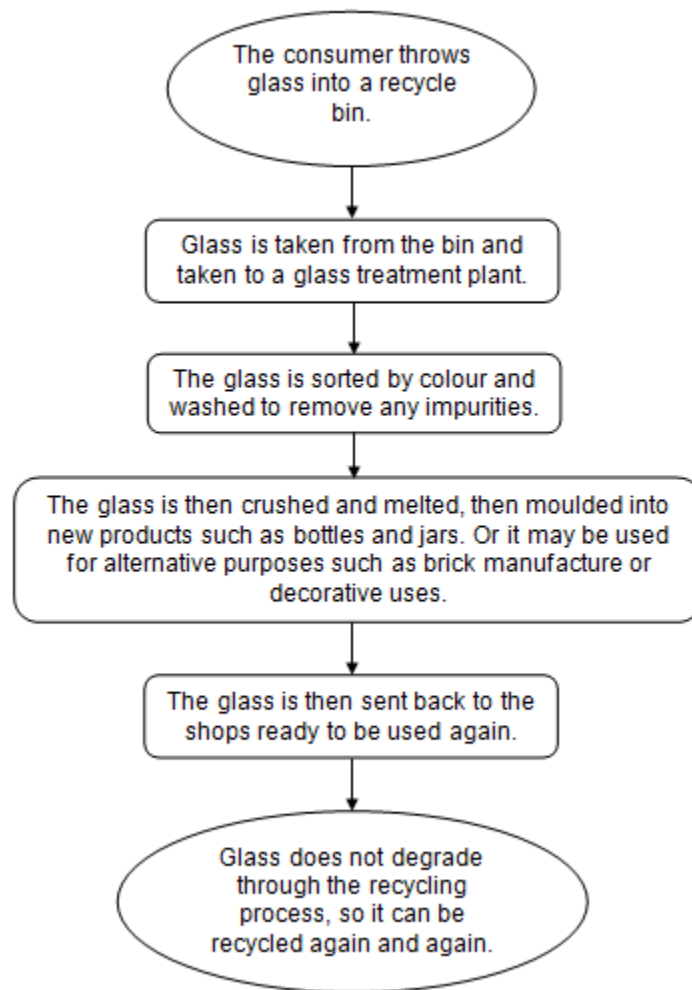 The consumer throws
glass into a recycle
bin.
Glass is taken from the bin and
taken to a glass treatment plant.
The glass is sorted by colour and
washed to remove any impurities.
The glass is then crushed and melted, then moulded into
new products such as bottles and jars. Or it may be used
for alternative purposes such as brick manufacture or
decorative uses.
The glass is then sent back to the
shops ready to be used again.
Glass does not degrade
through the recycling
process, so it can be
recycled again and again.